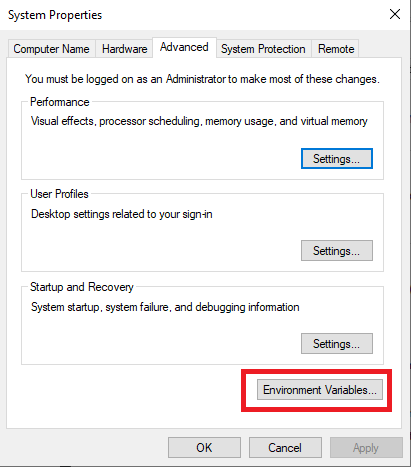 System Properties
Computer Name Hardware Advanced System Protection Remote
You must be logged on as an Administrator to make most of these changes.
Performance
Visual effects, processor scheduling, memory usage, and virtual memory
Settings...
User Profiles
Desktop settings related to your sign-in
Settings...
Startup and Recovery
System startup, system failure, and debugging information
Settings...
Environment Variables...
OK Cancel Apply